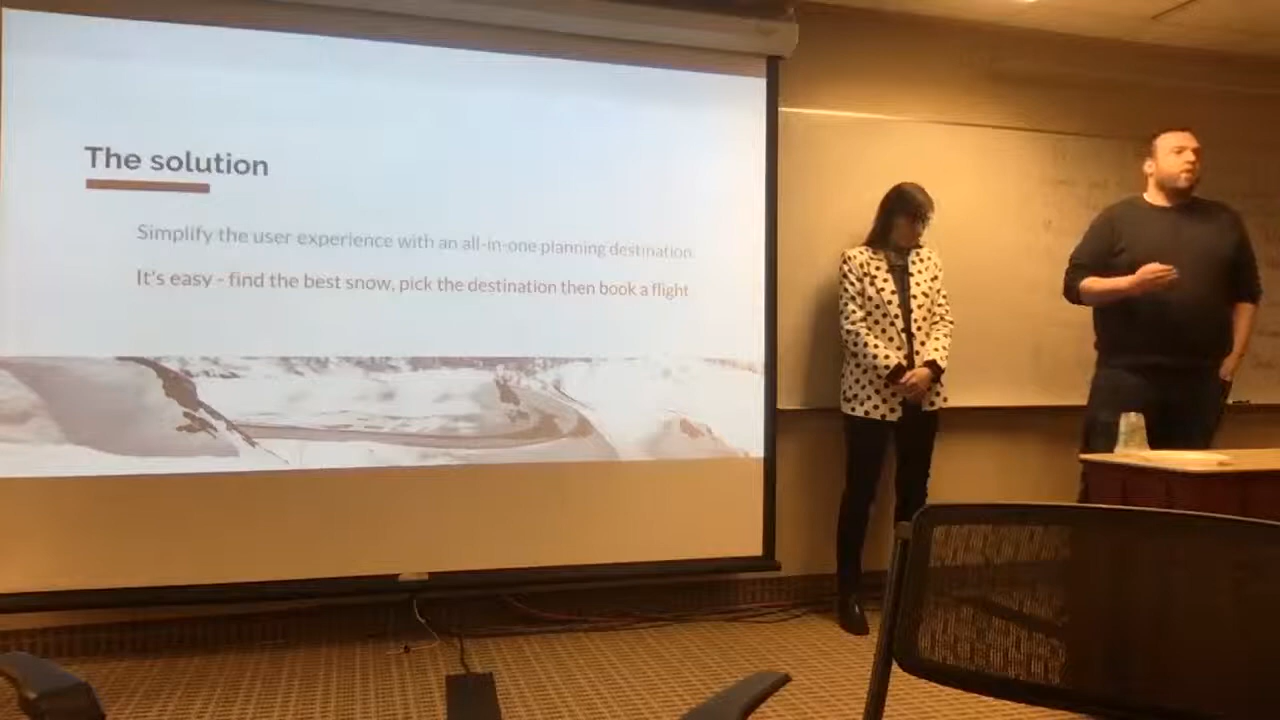 The solution
Simplify the user experience with an all-in-one planning destination
It's easy - find the best snow, pick the destination then book a flight